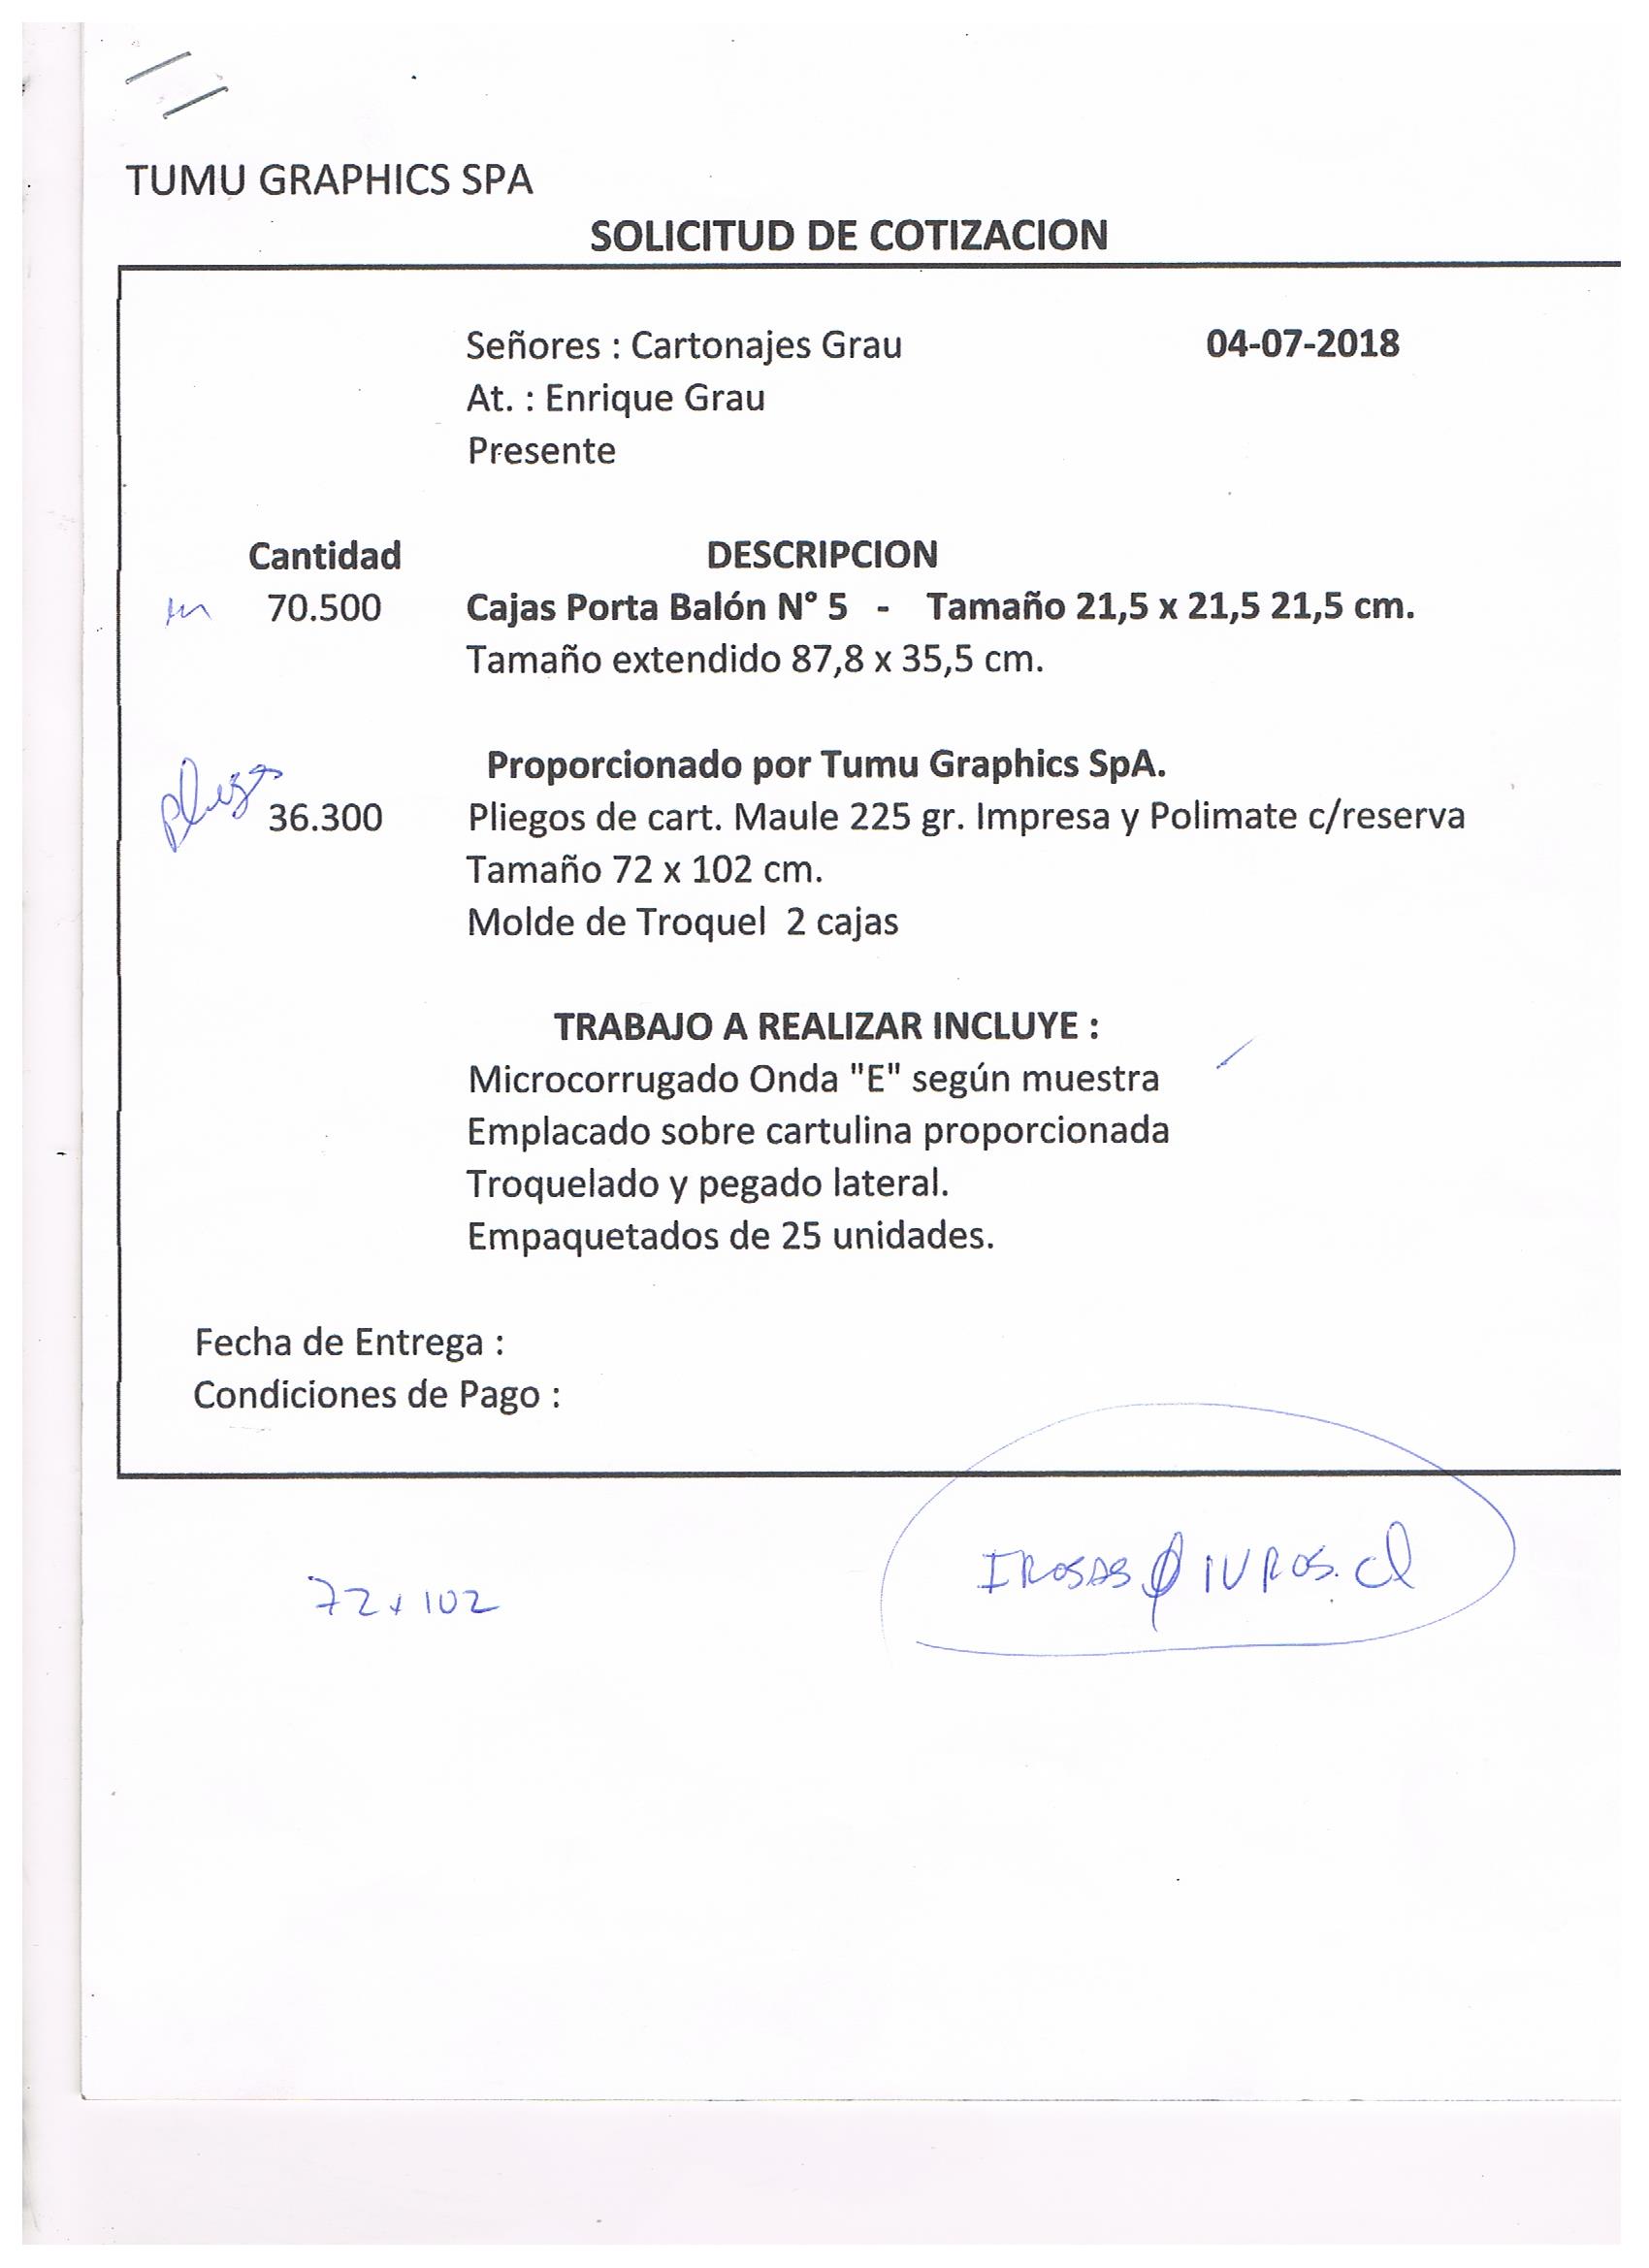 TUMU GRAPHICS SPA
SOLICITUD DE COTIZACION
Señores : Cartonajes Grau 04-07-2018
At. : Enrique Grau
Presente
Cantidad DESCRIPCION
70.500 Cajas Porta Balón N° 5 - Tamaño 21,5 x 21,5 21,5 cm.
Tamaño extendido 87,8 x 35,5 cm.
Proporcionado por Tumu Graphics SpA.
pliegos 36.300 Pliegos de cart. Maule 225 gr. Impresa y Polimate c/reserva
Tamaño 72 x 102 cm.
Molde de Troquel 2 cajas
TRABAJO A REALIZAR INCLUYE :
Microcorrugado Onda "E" según muestra
Emplacado sobre cartulina proporcionada
Troquelado y pegado lateral.
Empaquetados de 25 unidades.
Fecha de Entrega :
Condiciones de Pago :
72 x 102